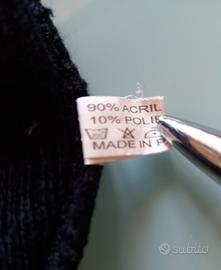 90% ACRIL
10% POLIE
MADE IN P
subito